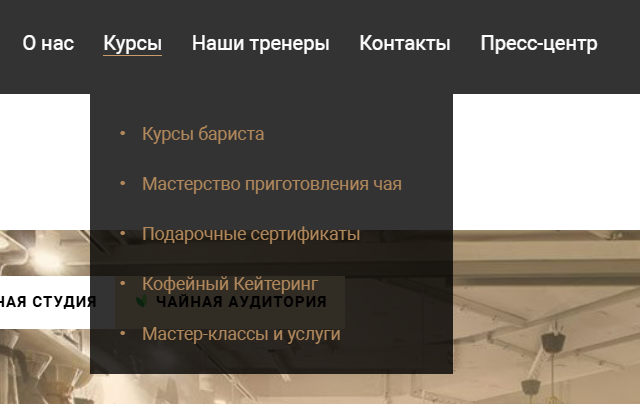 О нас Курсы Наши тренеры Контакты Пресс-центр
Курсы бариста
Мастерство приготовления чая
Подарочные сертификаты
Кофейный Кейтеринг
НАЯ СТУДИЯ ЧАЙНАЯ АУДИТОРИЯ
Мастер-классы и услуги